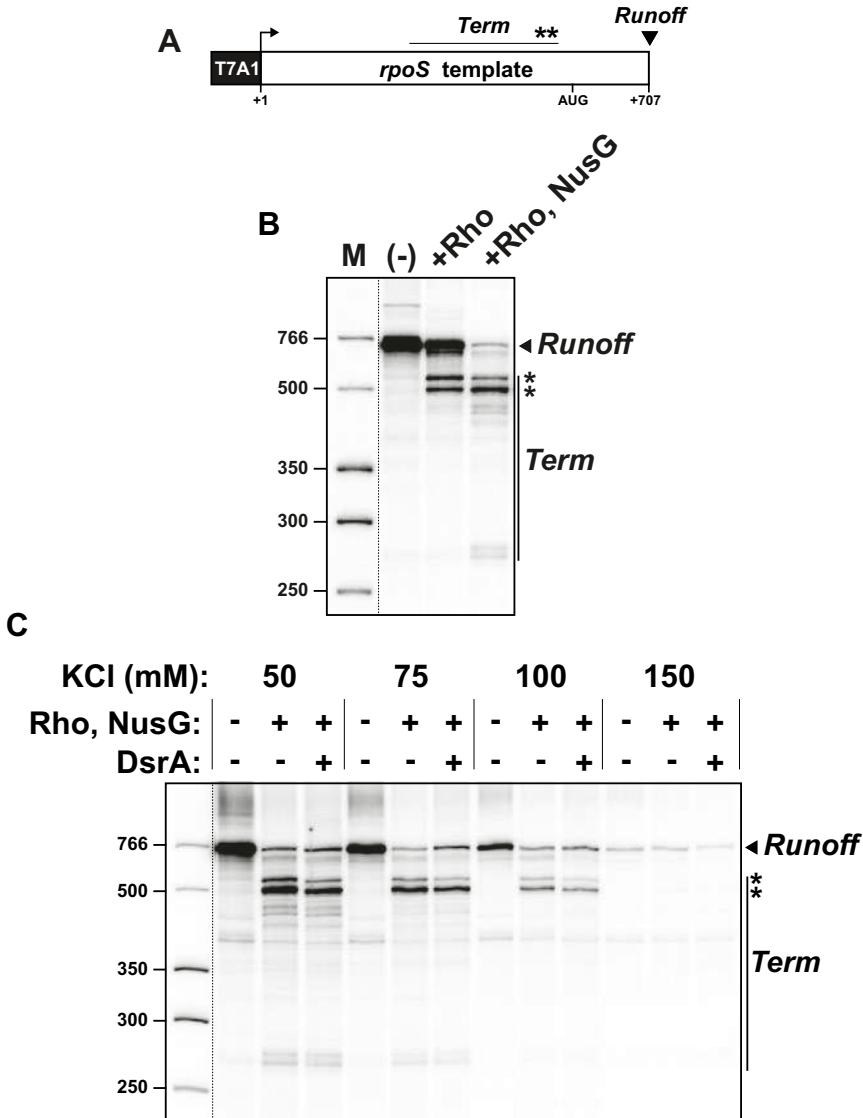 A
Term
**
Runoff
T7A1
rpoS template
+1
AUG
+707
B
M
(-)
+Rho
+Rho, NusG
766
Runoff
*
500
*
Term
350
300
250
C
KCl (mM): 50 75 100 150
Rho, NusG: - + + - + + - + + - + +
DsrA: - - + - - + - - + - - +
766
Runoff
*
500
*
Term
350
300
250